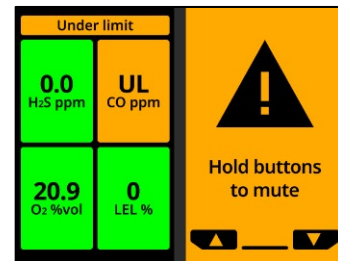 Under limit
0.0
H₂S ppm
UL
CO ppm
20.9
O₂ %vol
0
LEL %
!
Hold buttons
to mute